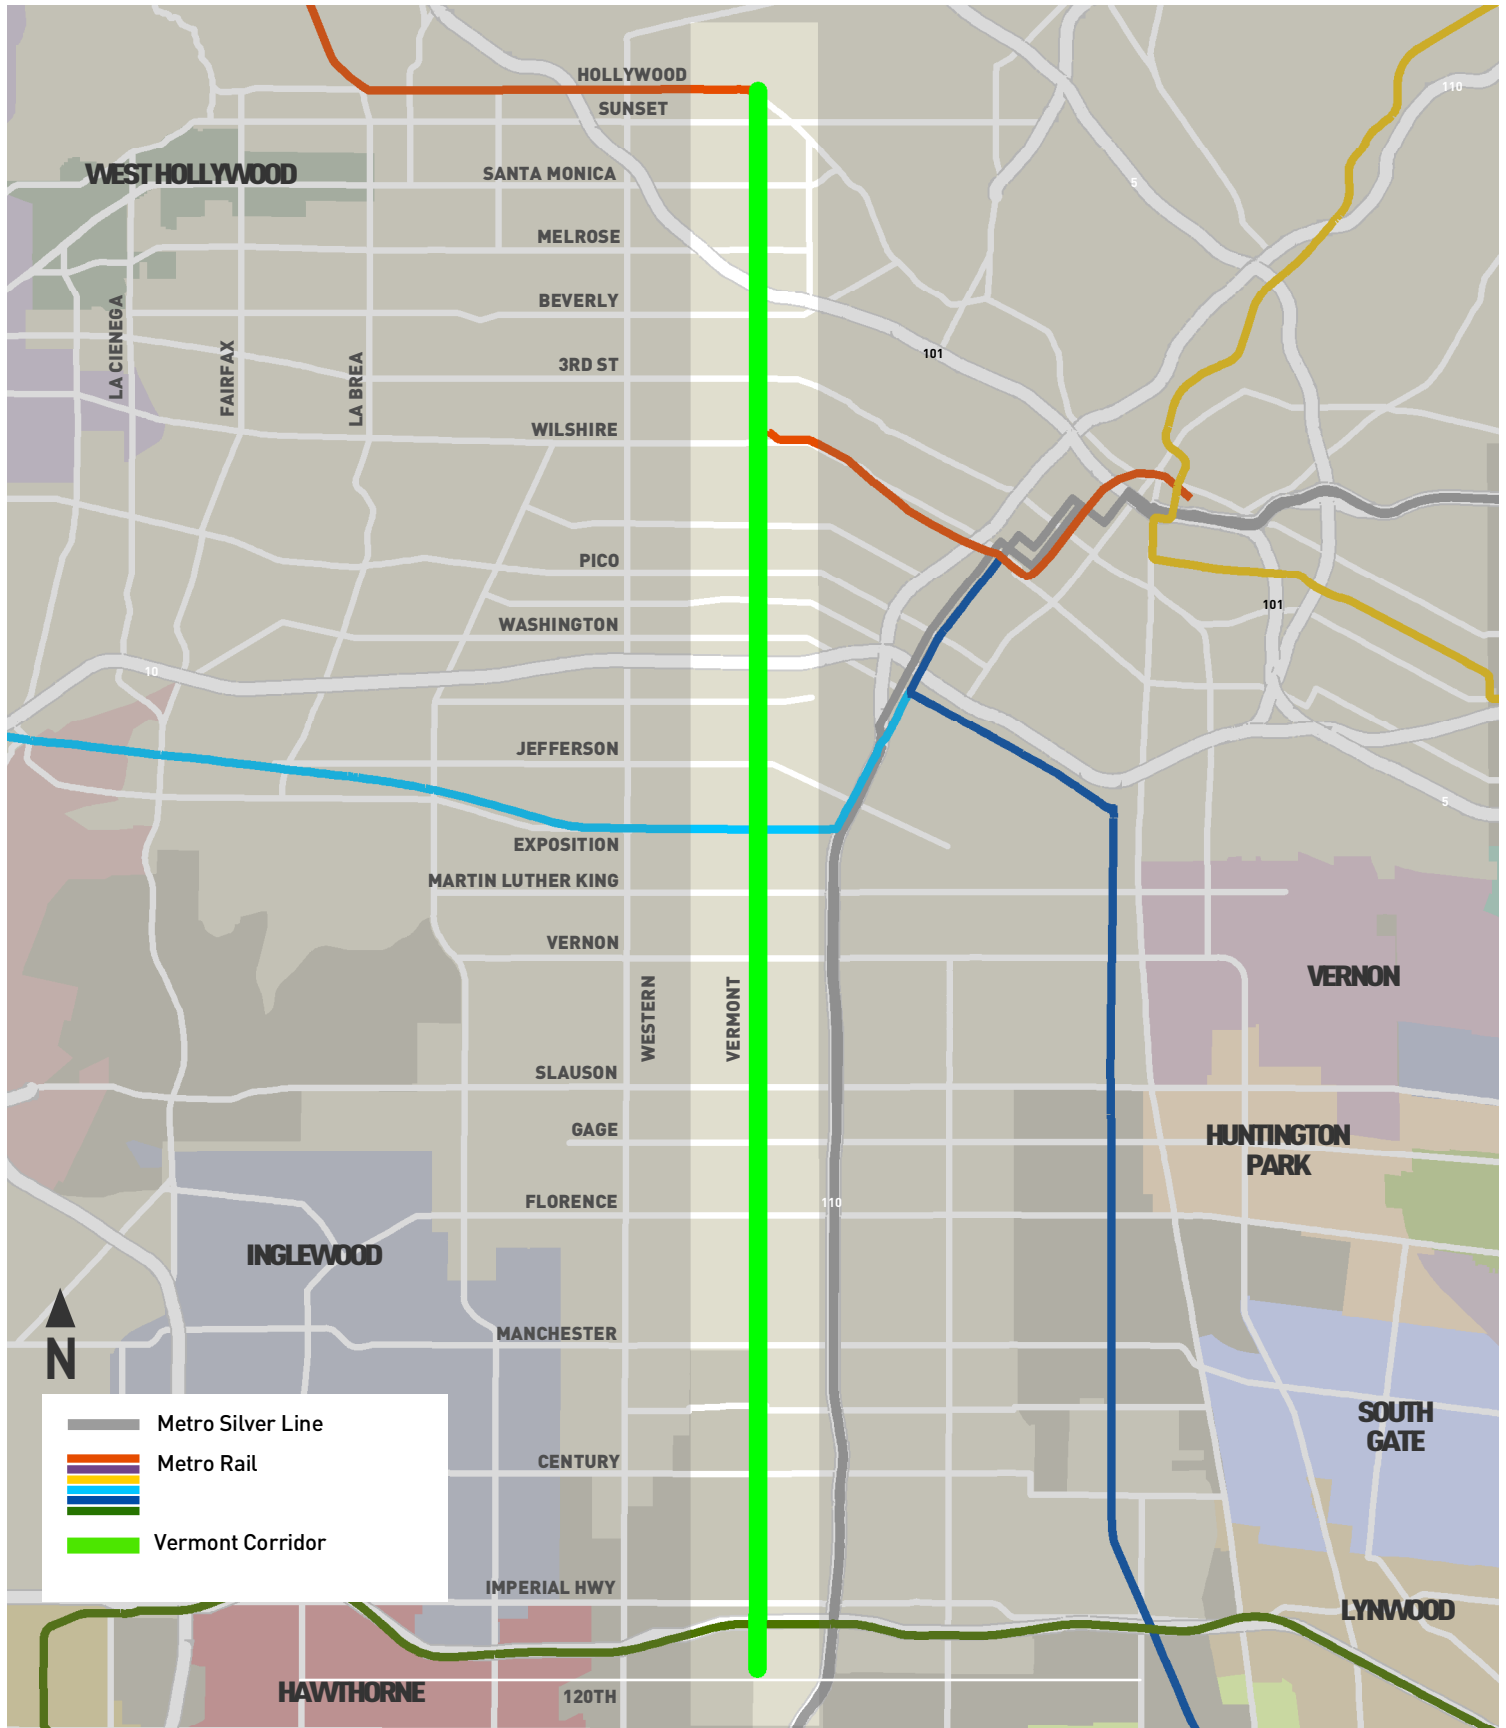 HOLLYWOOD
SUNSET
110
WEST HOLLYWOOD
SANTA MONICA
5
MELROSE
BEVERLY
LA CIENEGA
FAIRFAX
LA BREA
101
3RD ST
WILSHIRE
PICO
101
WASHINGTON
10
JEFFERSON
5
EXPOSITION
MARTIN LUTHER KING
VERNON
WESTERN
VERMONT
VERNON
SLAUSON
GAGE
HUNTINGTON
PARK
FLORENCE
110
INGLEWOOD
MANCHESTER
N
SOUTH
GATE
Metro Silver Line
Metro Rail
CENTURY
Vermont Corridor
IMPERIAL HWY
LYNWOOD
HAWTHORNE
120TH